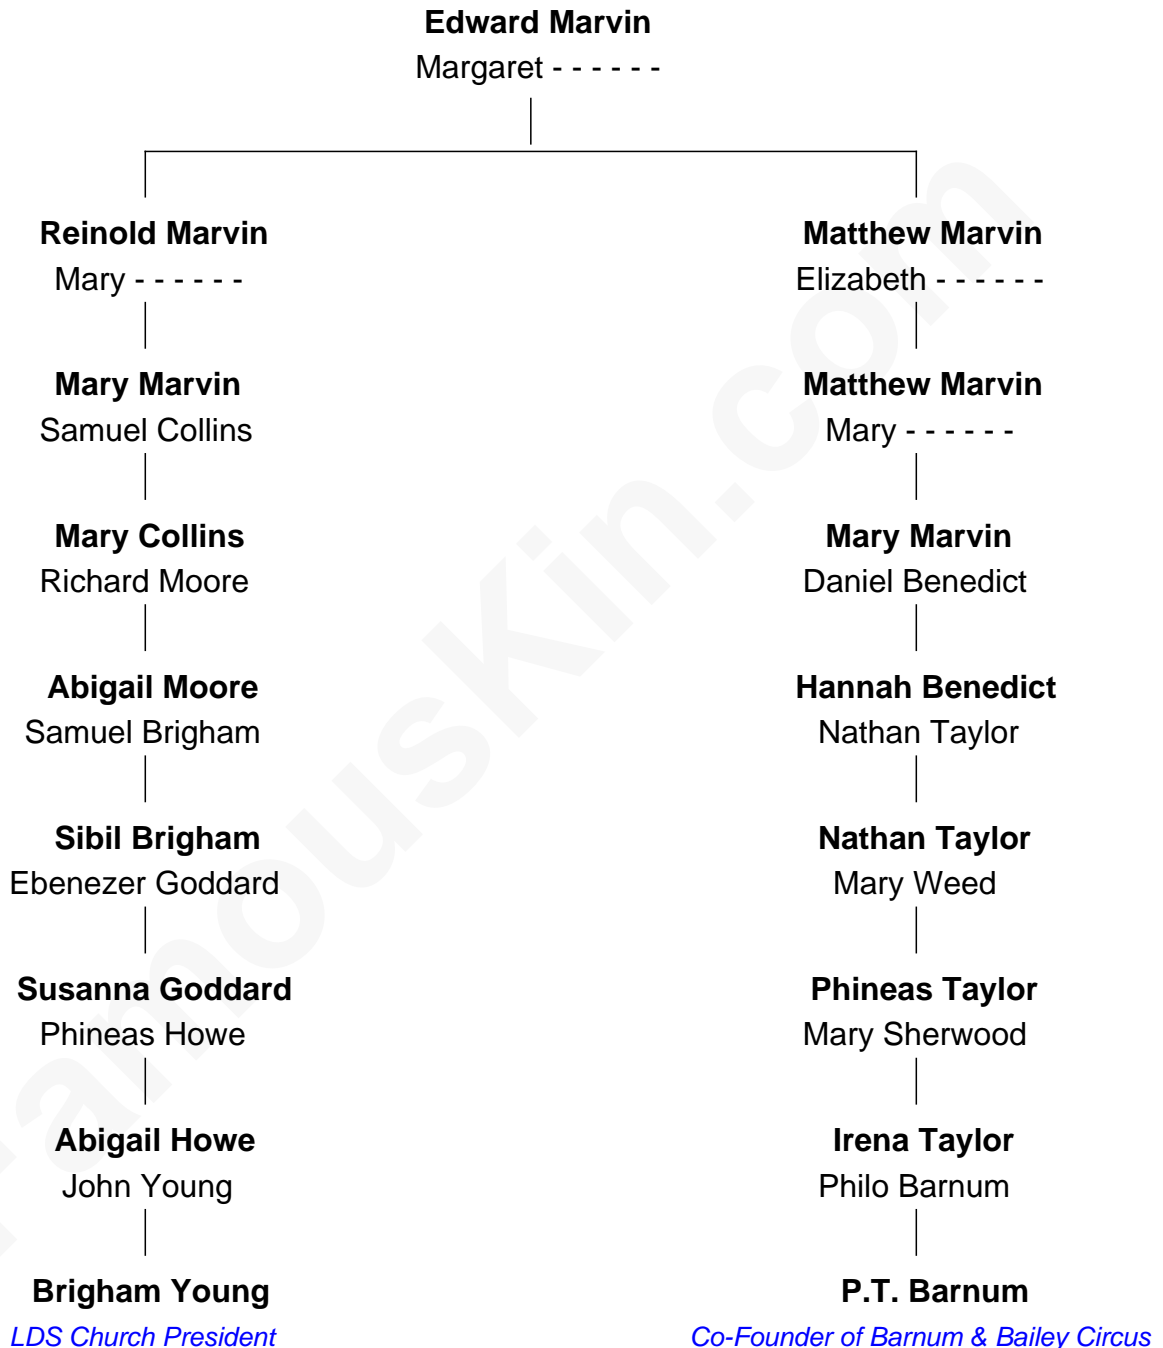 Edward Marvin
Margaret - - - - - -
Reinold Marvin
Mary - - - - - -
Matthew Marvin
Elizabeth - - - - - -
Mary Marvin
Samuel Collins
Matthew Marvin
Mary - - - - - -
Mary Collins
Richard Moore
Mary Marvin
Daniel Benedict
Abigail Moore
Samuel Brigham
Hannah Benedict
Nathan Taylor
Sibil Brigham
Ebenezer Goddard
Nathan Taylor
Mary Weed
Susanna Goddard
Phineas Howe
Phineas Taylor
Mary Sherwood
Abigail Howe
John Young
Irena Taylor
Philo Barnum
Brigham Young
LDS Church President
P.T. Barnum
Co-Founder of Barnum & Bailey Circus
FamousKin.com